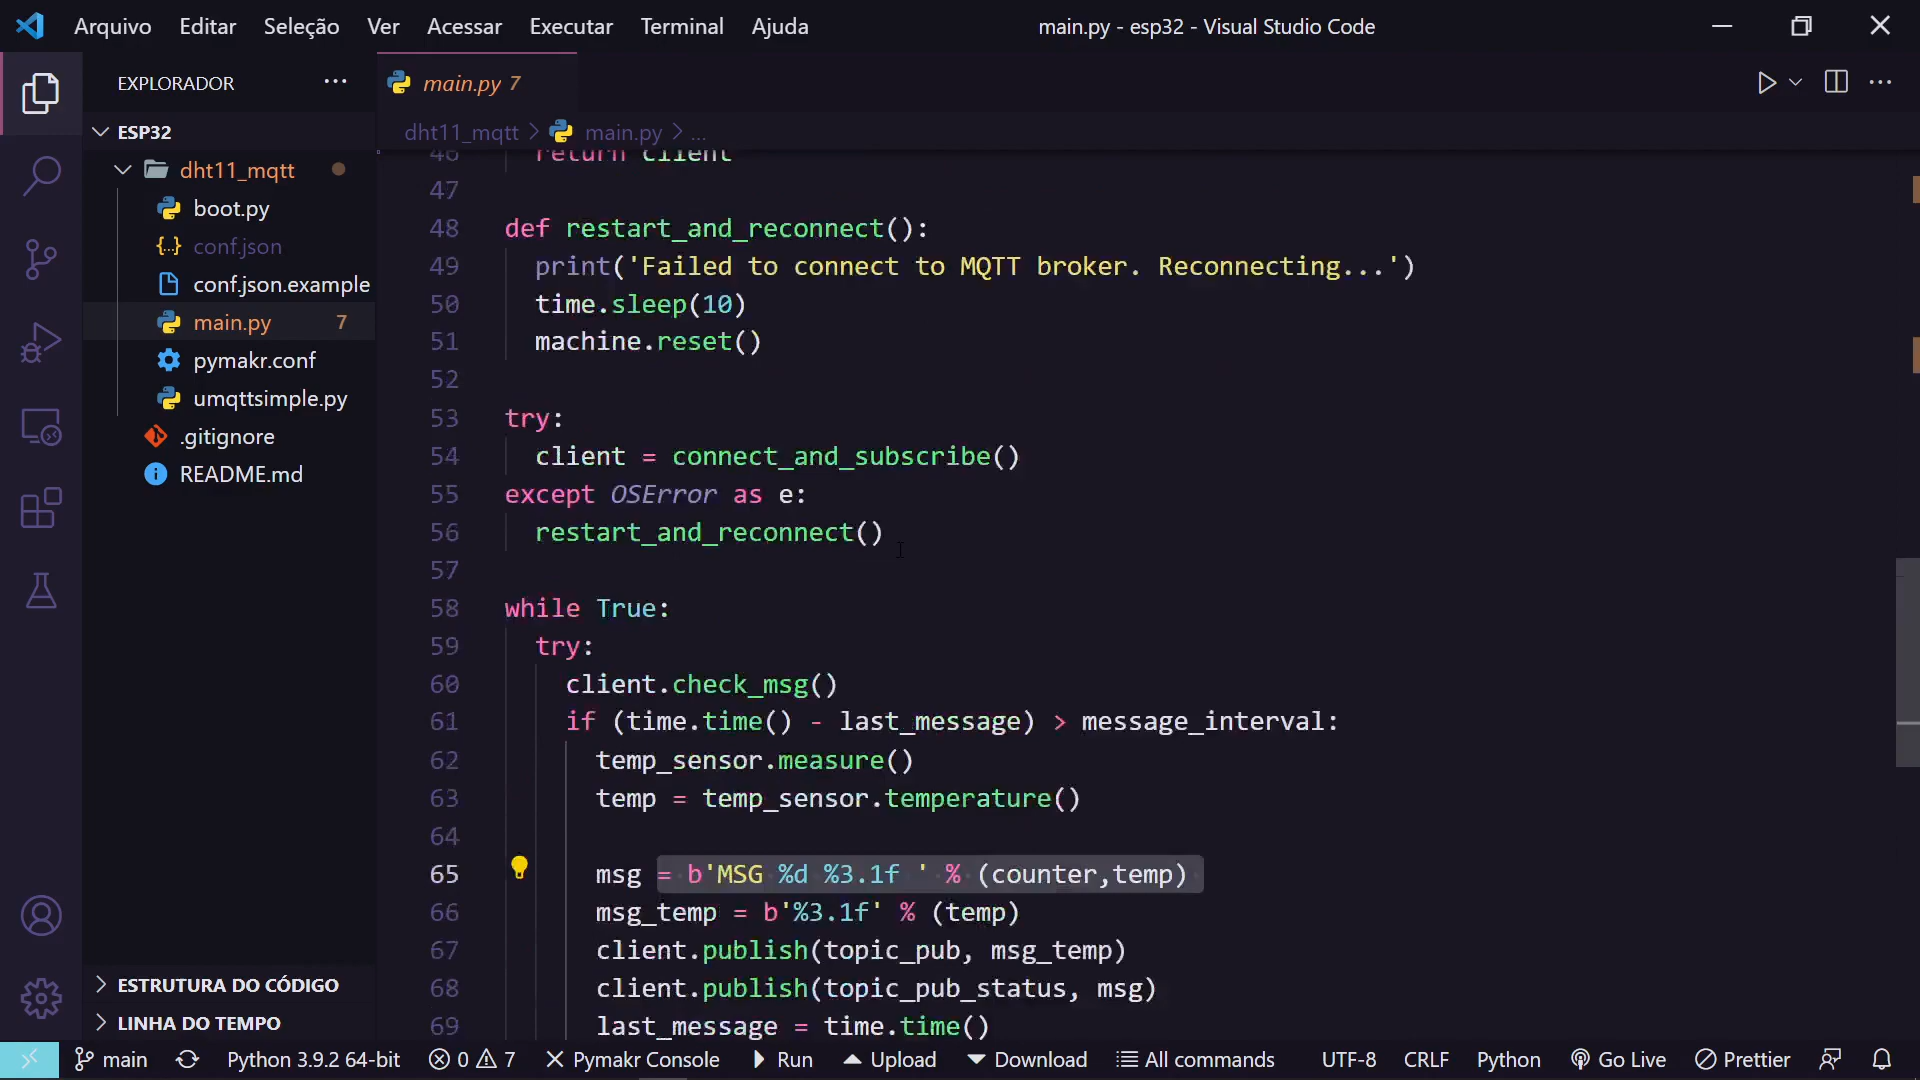 Arquivo Editar Seleção Ver Acessar Executar Terminal Ajuda main.py - esp32 - Visual Studio Code
EXPLORADOR ...
main.py 7
ESP32
dht11_mqtt > main.py > ...
dht11_mqtt
boot.py
conf.json
conf.json.example
main.py 7
pymakr.conf
umqttsimple.py
.gitignore
README.md
ESTRUTURA DO CÓDIGO
LINHA DO TEMPO
46 return client
47
48 def restart_and_reconnect():
49 print('Failed to connect to MQTT broker. Reconnecting...')
50 time.sleep(10)
51 machine.reset()
52
53 try:
54 client = connect_and_subscribe()
55 except OSError as e:
56 restart_and_reconnect()
57
58 while True:
59 try:
60 client.check_msg()
61 if (time.time() - last_message) > message_interval:
62 temp_sensor.measure()
63 temp = temp_sensor.temperature()
64
65 msg = b'MSG %d %3.1f ' % (counter,temp)
66 msg_temp = b'%3.1f' % (temp)
67 client.publish(topic_pub, msg_temp)
68 client.publish(topic_pub_status, msg)
69 last_message = time.time()
main Python 3.9.2 64-bit 0 7 Pymakr Console Run Upload Download All commands UTF-8 CRLF Python Go Live Prettier